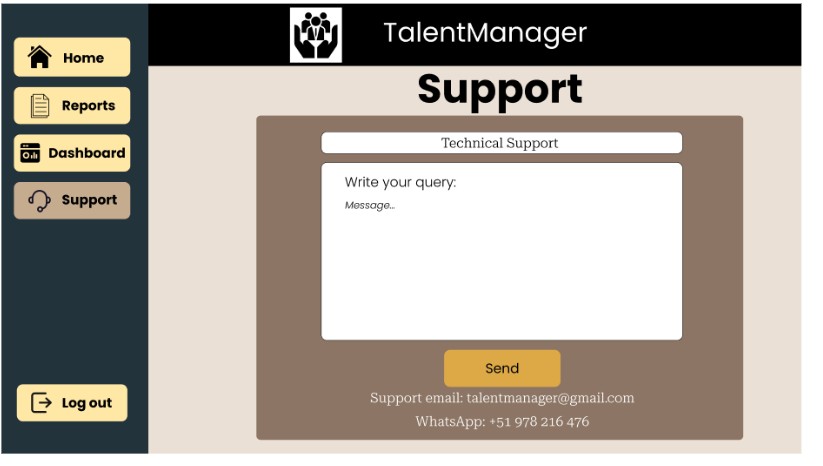 TalentManager
Home
Reports
Dashboard
Support
Log out
Support
Technical Support
Write your query:
Message...
Send
Support email: talentmanager@gmail.com
WhatsApp: +51 978 216 476